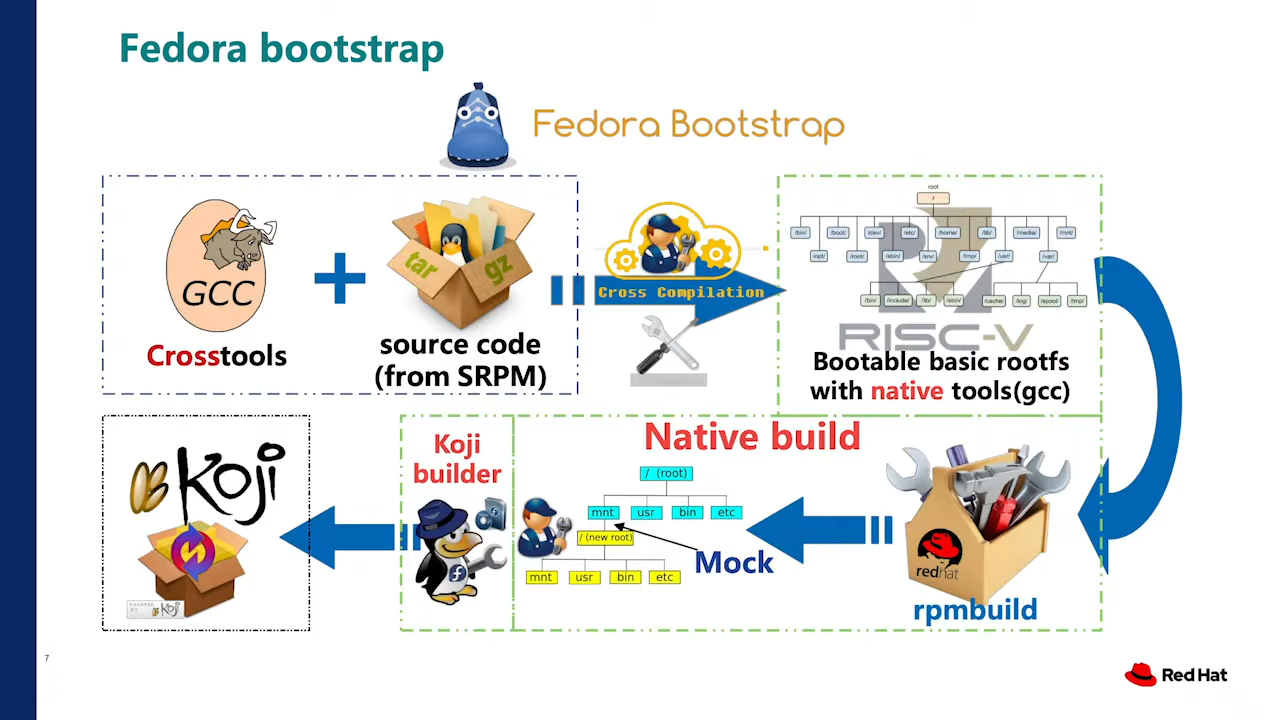 Fedora bootstrap
Fedora Bootstrap
GCC
Crosstools
tar
gz
source code
(from SRPM)
Cross Compilation
root
/
/bin/
/boot/
/dev/
/etc/
/home/
/lib/
/media/
/mnt/
/opt/
/root/
/sbin/
/srv/
/tmp/
/usr/
/var/
/bin/
/include/
/lib/
/sbin/
/cache/
/log/
/spool/
/tmp/
RISC-V
Bootable basic rootfs
with native tools(gcc)
Koji
POWERED
BY
Koji
Koji
builder
Native build
/ (root)
mnt
usr
bin
etc
/ (new root)
mnt
usr
bin
etc
Mock
redhat
rpmbuild
7
Red Hat